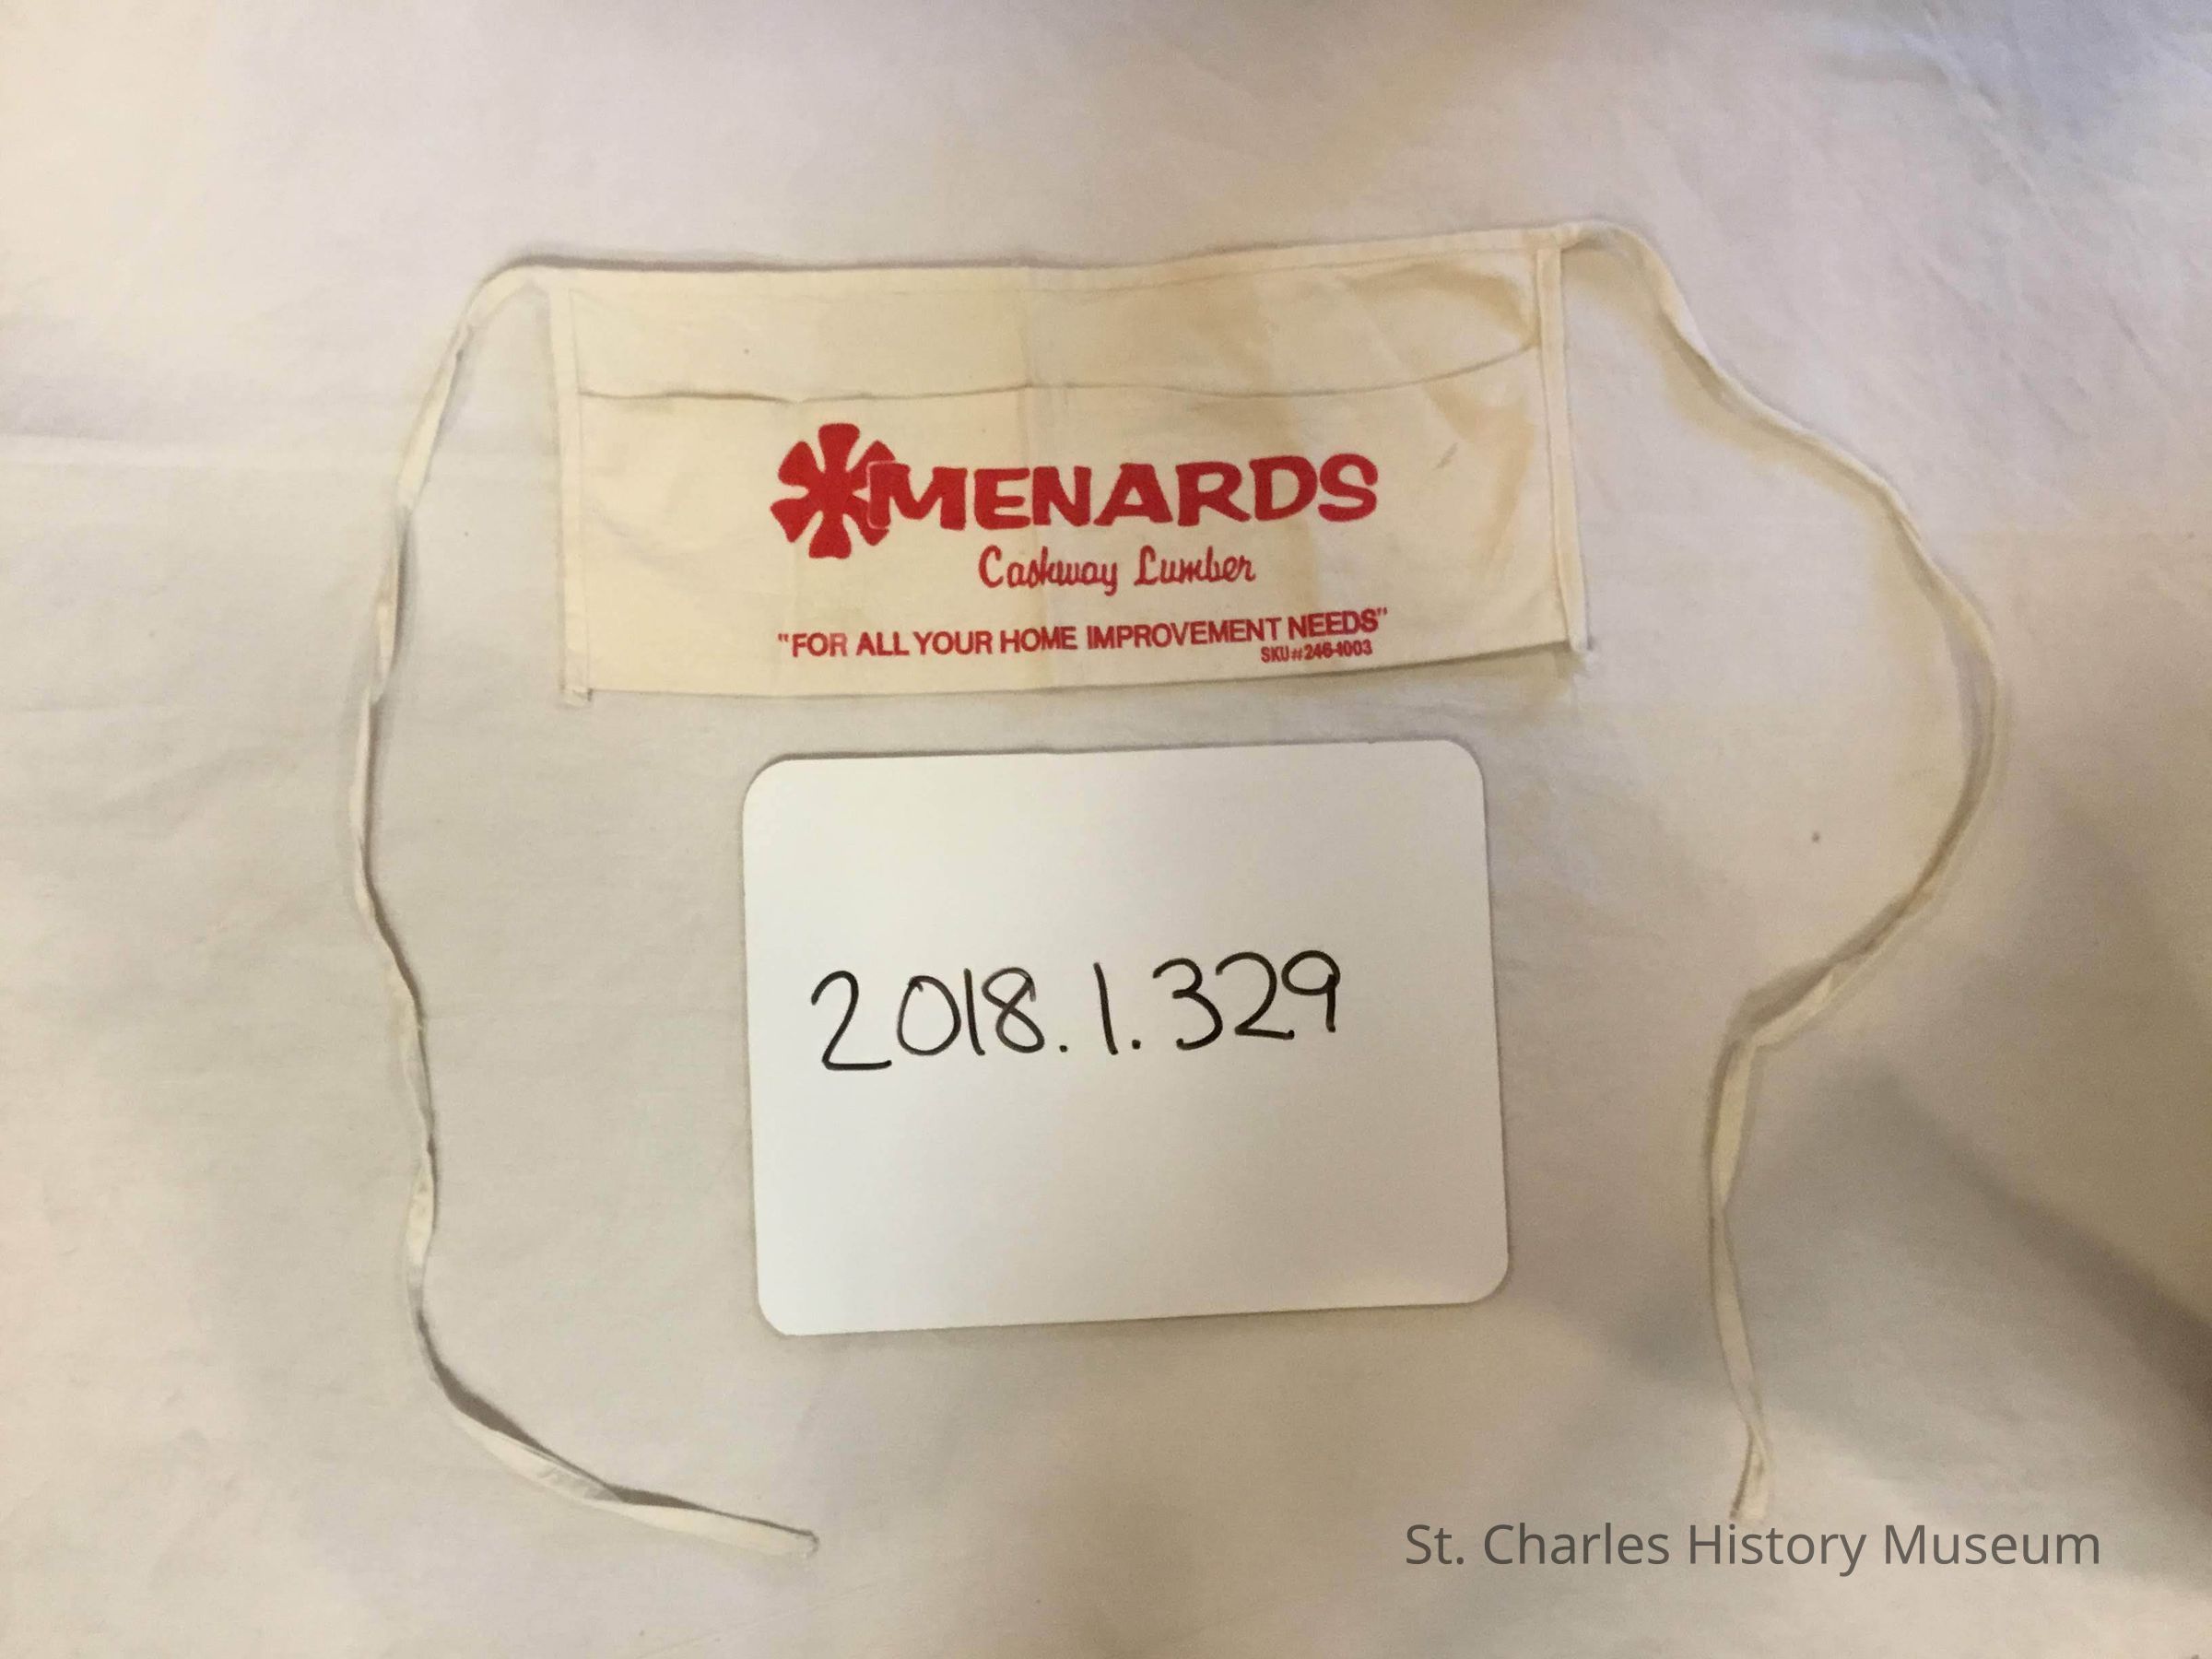 MENARDS
Cashway Lumber
"FOR ALL YOUR HOME IMPROVEMENT NEEDS"
SKU#246-1003
2018.1.329
St. Charles History Museum